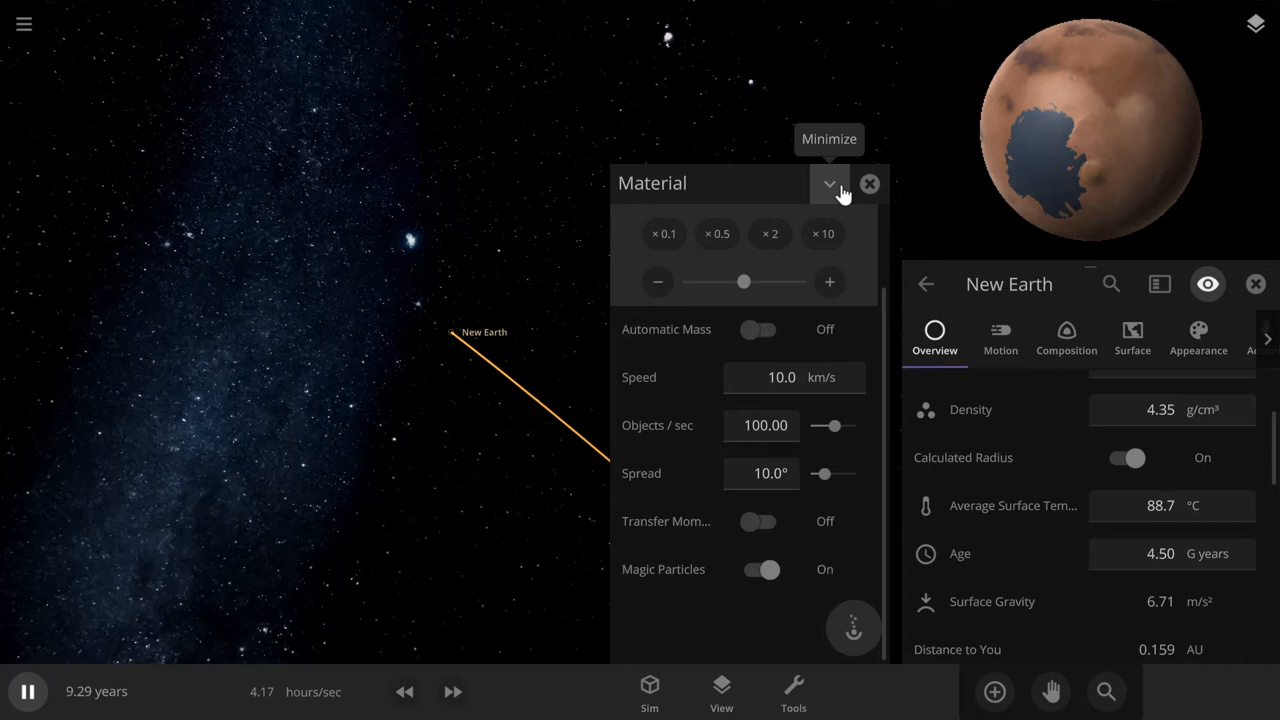 Minimize
Material
× 0.1 × 0.5 × 2 × 10
Automatic Mass Off
Speed 10.0 km/s
Objects / sec 100.00
Spread 10.0°
Transfer Mom... Off
Magic Particles On
New Earth
New Earth
Overview Motion Composition Surface Appearance
Density 4.35 g/cm³
Calculated Radius On
Average Surface Tem... 88.7 °C
Age 4.50 G years
Surface Gravity 6.71 m/s²
Distance to You 0.159 AU
9.29 years 4.17 hours/sec
Sim View Tools